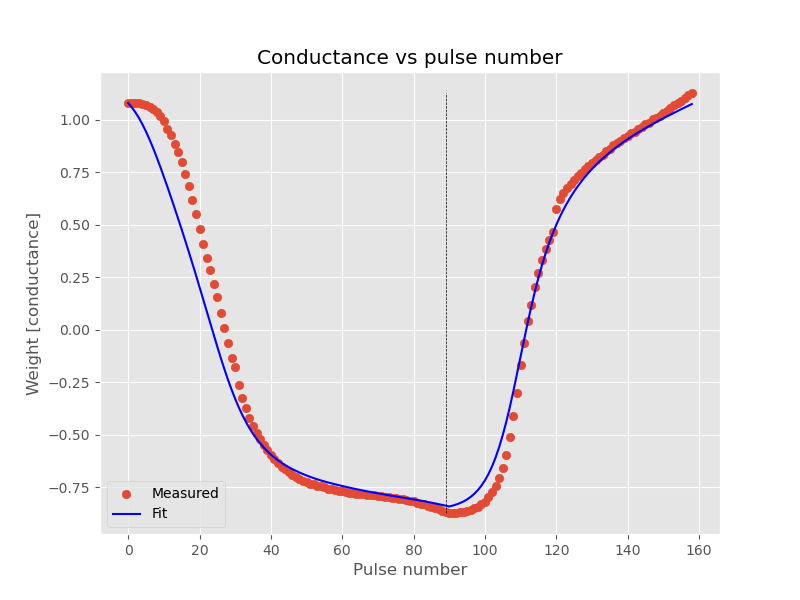 Conductance vs pulse number
Weight [conductance]
1.00
0.75
0.50
0.25
0.00
−0.25
−0.50
−0.75
Measured
Fit
0 20 40 60 80 100 120 140 160
Pulse number